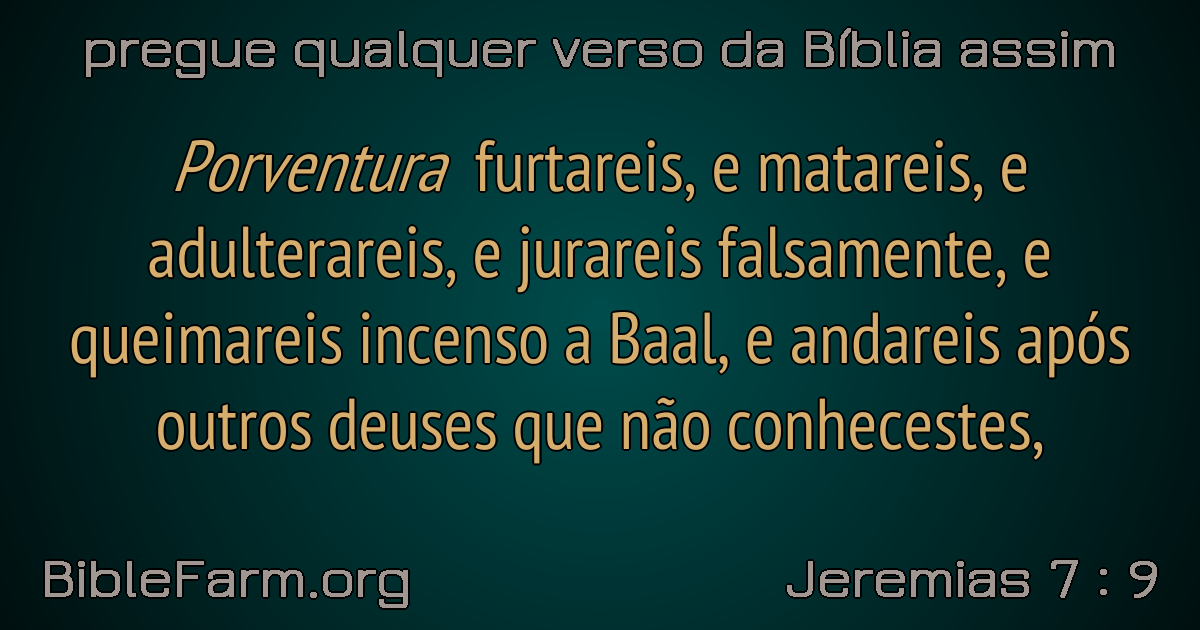 pregue qualquer verso da Bíblia assim
Porventura furtareis, e matareis, e
adulterareis, e jurareis falsamente, e
queimareis incenso a Baal, e andareis após
outros deuses que não conhecestes,
BibleFarm.org
Jeremias 7 : 9